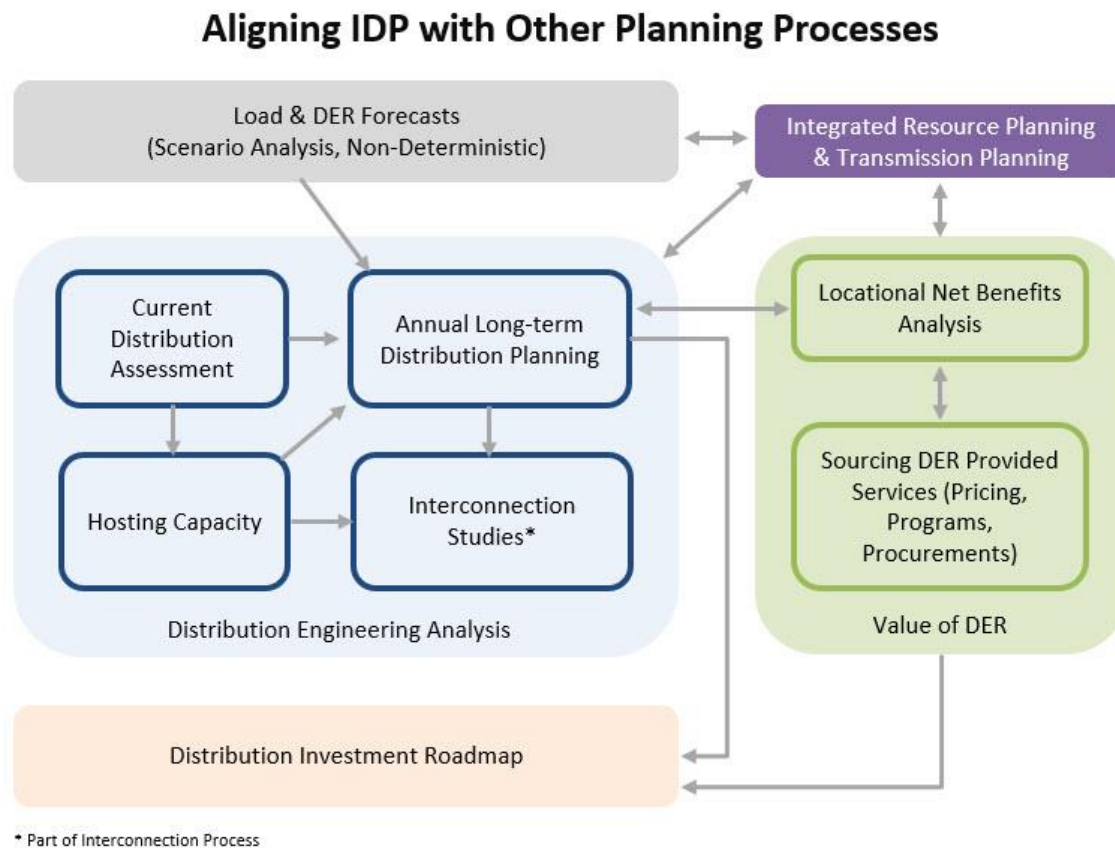 Aligning IDP with Other Planning Processes
Load & DER Forecasts
(Scenario Analysis, Non-Deterministic)
Integrated Resource Planning
& Transmission Planning
Current
Distribution
Assessment
Annual Long-term
Distribution Planning
Locational Net Benefits
Analysis
Hosting Capacity
Interconnection
Studies*
Sourcing DER Provided
Services (Pricing,
Programs,
Procurements)
Distribution Engineering Analysis
Value of DER
Distribution Investment Roadmap
* Part of Interconnection Process